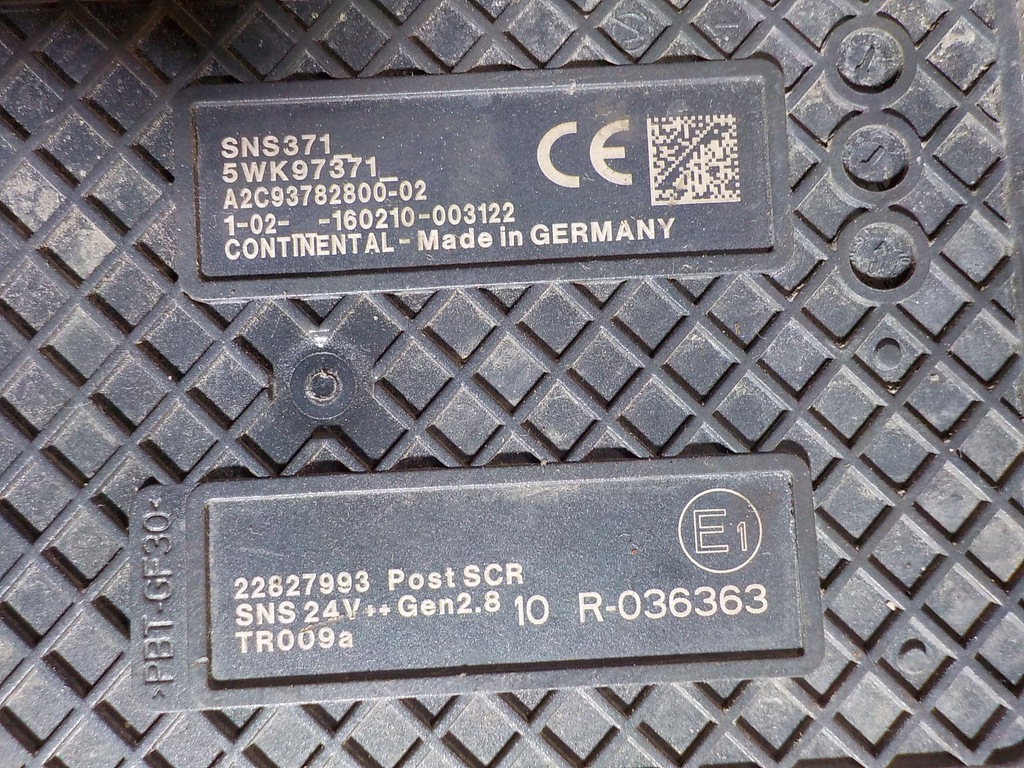 SNS371_
5WK97371_
A2C93782800-02
1-02-_-160210-003122
CONTINENTAL - Made in GERMANY
CE
>PBT-GF30<
E1
22827993 Post SCR
SNS 24V++ Gen2.8
TR009a
10 R-036363